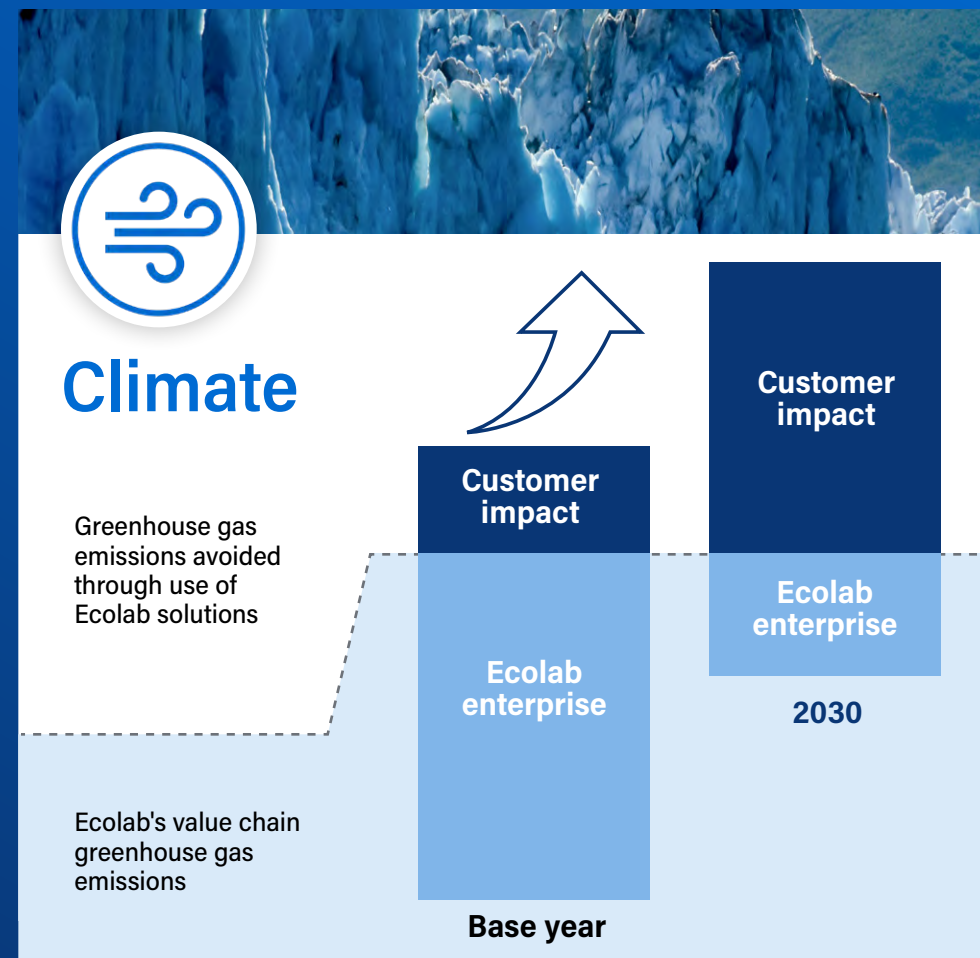 Climate
Greenhouse gas
emissions avoided
through use of
Ecolab solutions
Ecolab's value chain
greenhouse gas
emissions
Customer
impact
Ecolab
enterprise
Base year
Customer
impact
Ecolab
enterprise
2030